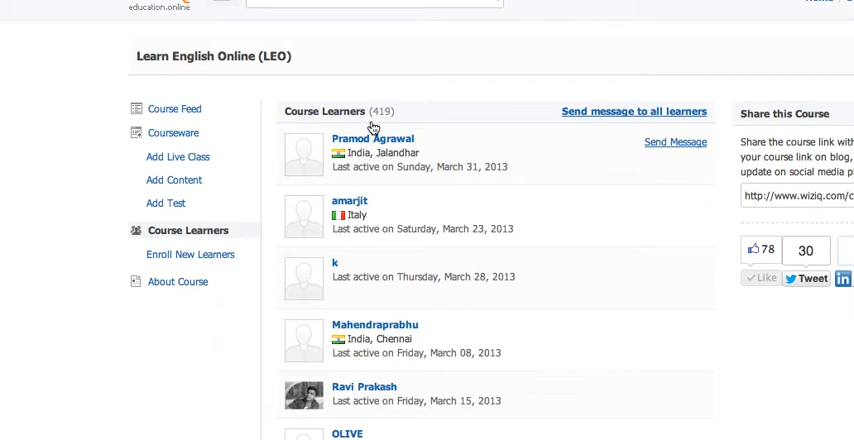 education.online
Learn English Online (LEO)
Course Feed
Courseware
Add Live Class
Add Content
Add Test
Course Learners
Enroll New Learners
About Course
Course Learners (419)
Send message to all learners
Pramod Agrawal
Send Message
India, Jalandhar
Last active on Sunday, March 31, 2013
amarjit
Italy
Last active on Saturday, March 23, 2013
k
Last active on Thursday, March 28, 2013
Mahendraprabhu
India, Chennai
Last active on Friday, March 08, 2013
Ravi Prakash
Last active on Friday, March 15, 2013
OLIVE
Share this Course
Share the course link with
your course link on blog,
update on social media
http://www.wiziq.com/c
78
30
Like
Tweet
in